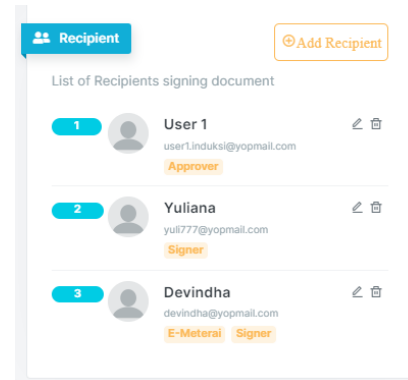 Recipient
Add Recipient
List of Recipients signing document
1
User 1
user1.induksi@yopmail.com
Approver
2
Yuliana
yuli777@yopmail.com
Signer
3
Devindha
devindha@yopmail.com
E-Meterai Signer